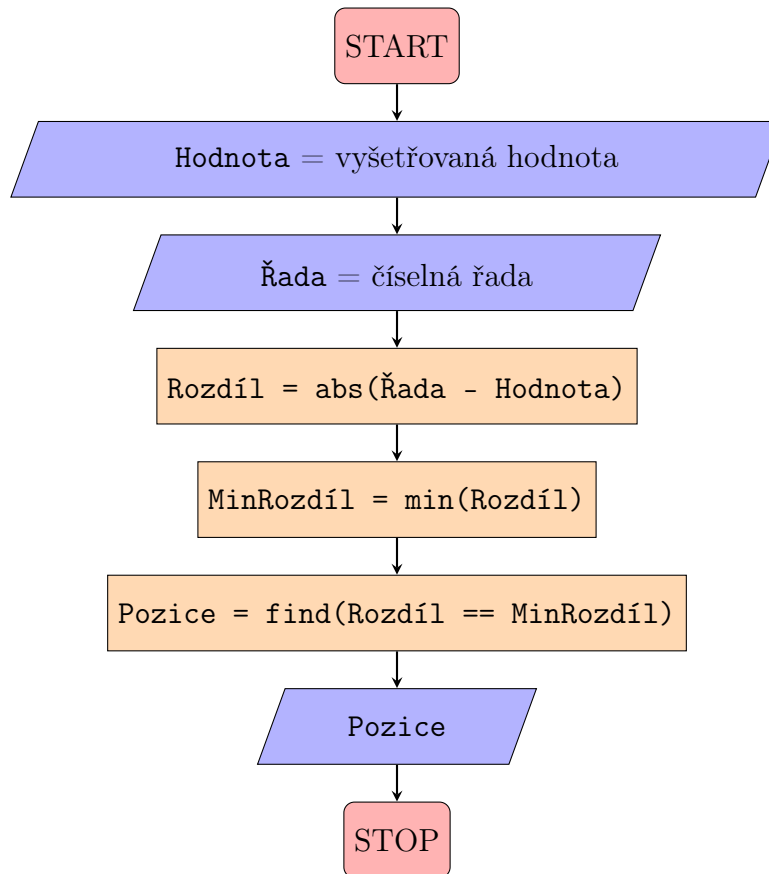 START
Hodnota = vyšetřovaná hodnota
Řada = číselná řada
Rozdíl = abs(Řada - Hodnota)
MinRozdíl = min(Rozdíl)
Pozice = find(Rozdíl == MinRozdíl)
Pozice
STOP